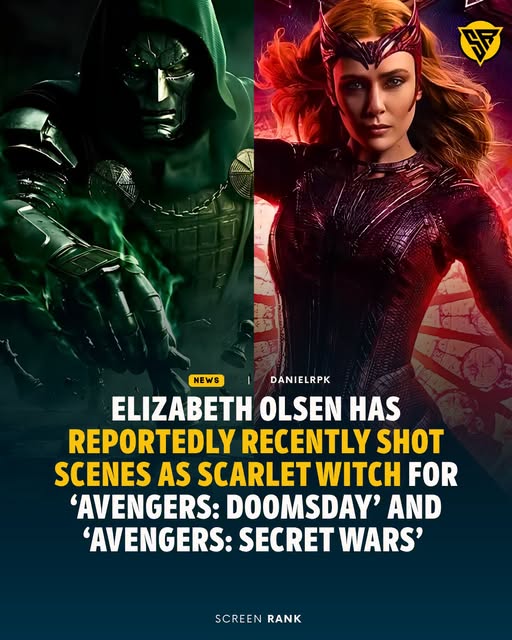 SR
NEWS | DANIELRPK
ELIZABETH OLSEN HAS
REPORTEDLY RECENTLY SHOT
SCENES AS SCARLET WITCH FOR
‘AVENGERS: DOOMSDAY’ AND
‘AVENGERS: SECRET WARS’
SCREEN RANK